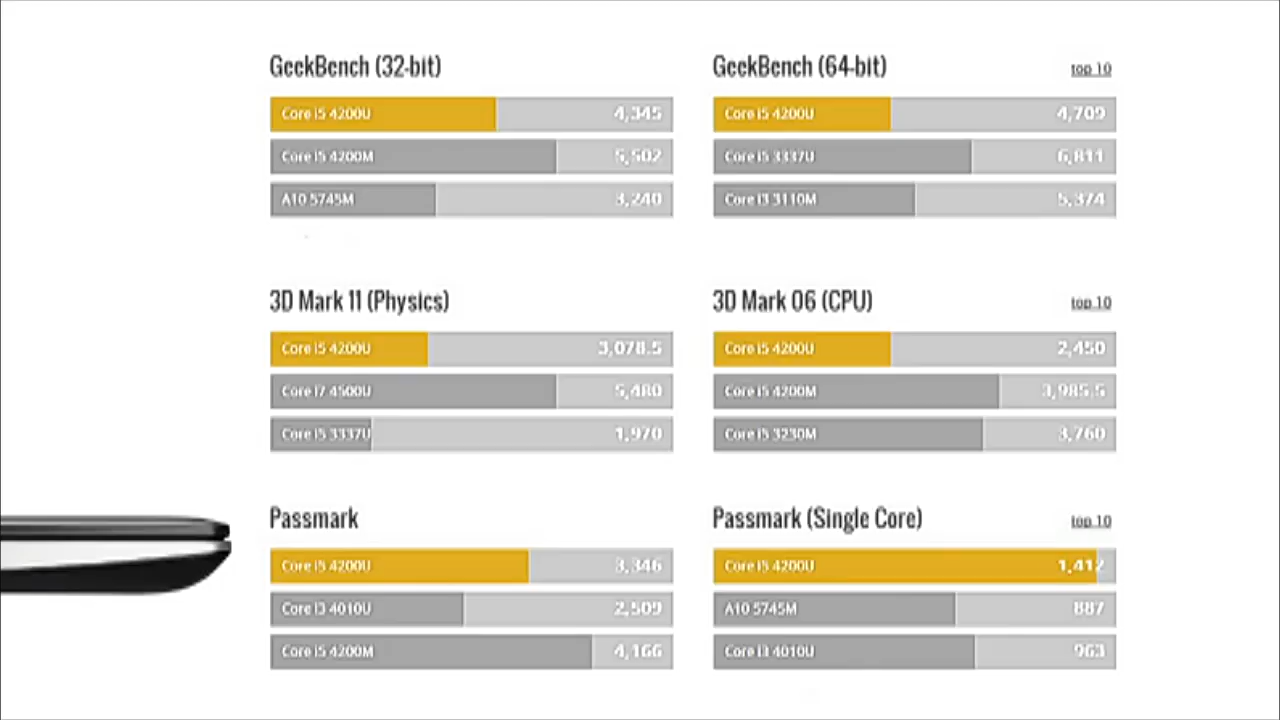 GeekBench (32-bit)
Core i5 4200U 4,345
Core i5 4200M 5,502
A10 5745M 3,240
GeekBench (64-bit) top 10
Core i5 4200U 4,709
Core i5 3337U 6,811
Core i3 3110M 5,374
3D Mark 11 (Physics)
Core i5 4200U 3,078.5
Core i7 4500U 5,480
Core i5 3337U 1,970
3D Mark 06 (CPU) top 10
Core i5 4200U 2,450
Core i5 4200M 3,985.5
Core i5 3230M 3,760
Passmark
Core i5 4200U 3,346
Core i3 4010U 2,509
Core i5 4200M 4,166
Passmark (Single Core) top 10
Core i5 4200U 1,412
A10 5745M 887
Core i3 4010U 963